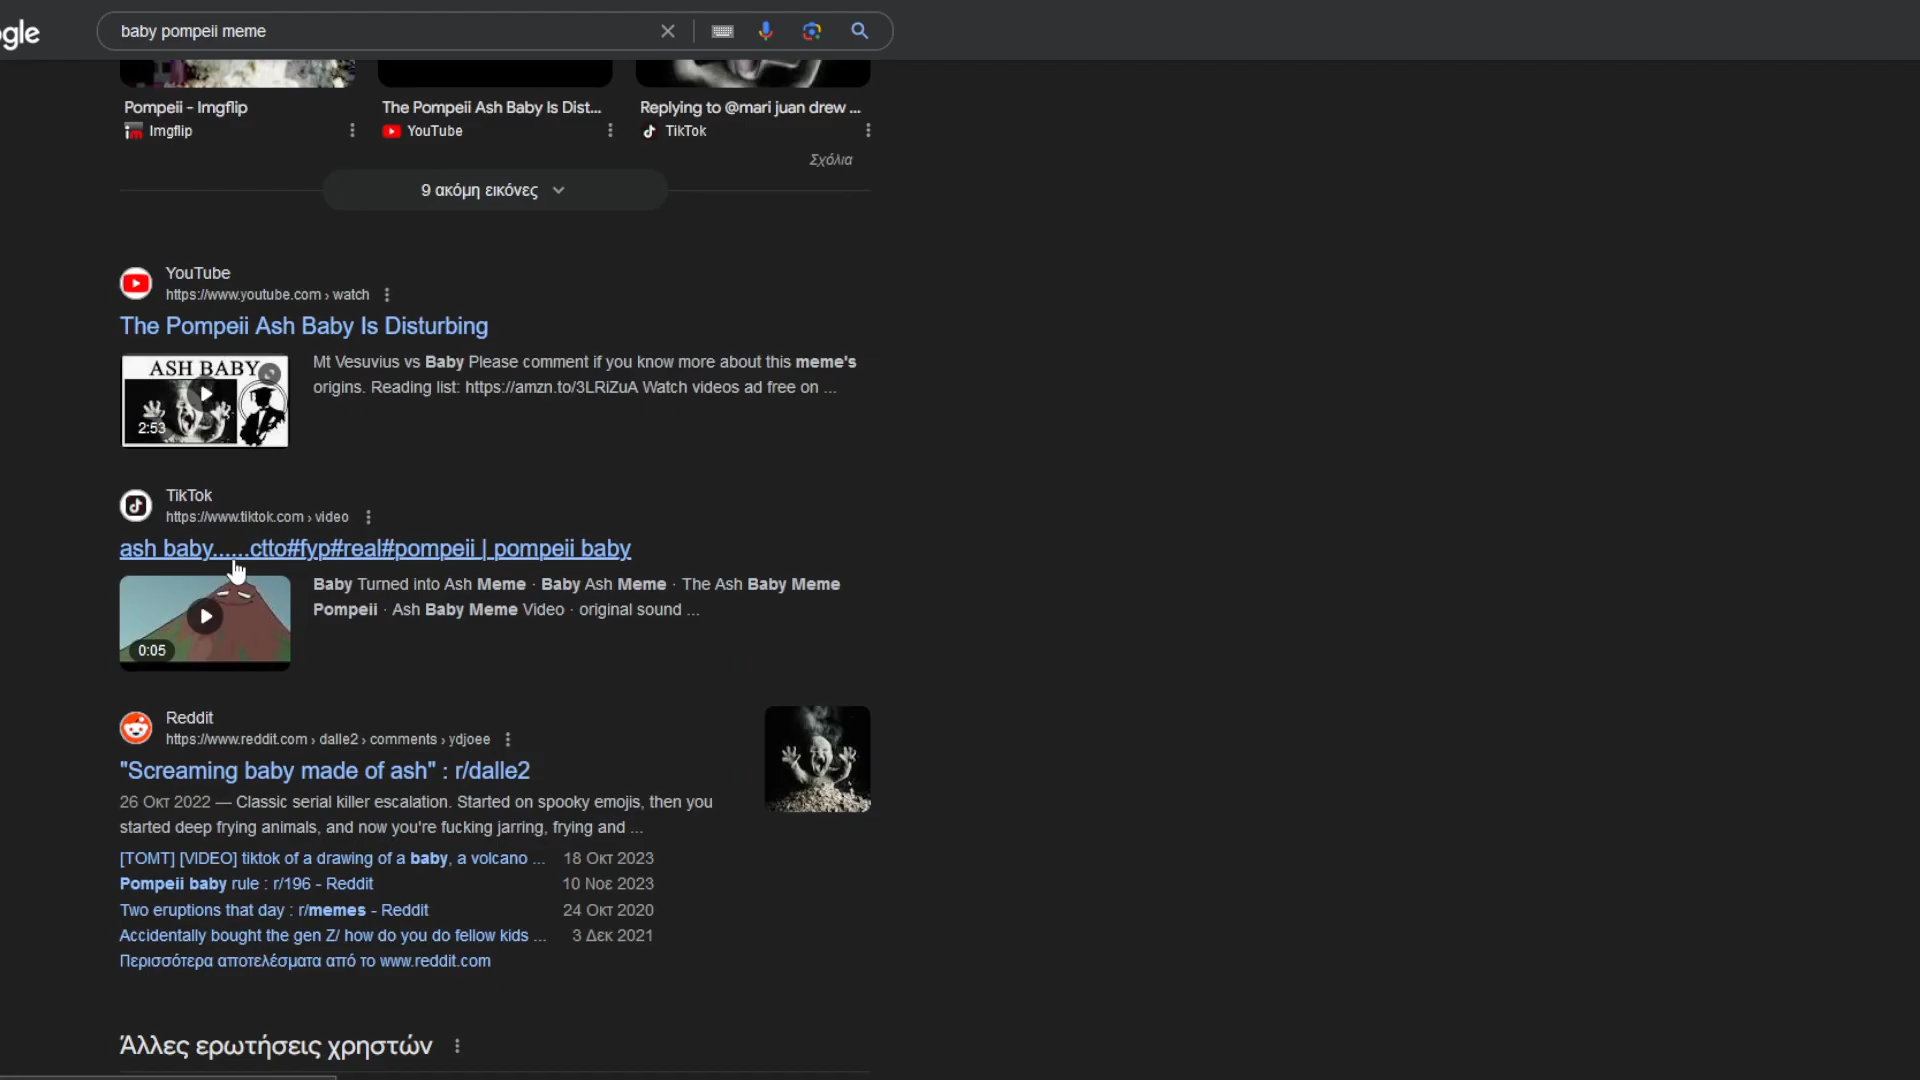 gle
baby pompeii meme
Pompeii - Imgflip
Imgflip
The Pompeii Ash Baby Is Dist...
YouTube
Replying to @mari juan drew ...
TikTok
Σχόλια
9 ακόμη εικόνες
YouTube
https://www.youtube.com › watch
The Pompeii Ash Baby Is Disturbing
ASH BABY
2:53
Mt Vesuvius vs Baby Please comment if you know more about this meme's
origins. Reading list: https://amzn.to/3LRiZuA Watch videos ad free on ...
TikTok
https://www.tiktok.com › video
ash baby......ctto#fyp#real#pompeii | pompeii baby
0:05
Baby Turned into Ash Meme · Baby Ash Meme · The Ash Baby Meme
Pompeii · Ash Baby Meme Video · original sound ...
Reddit
https://www.reddit.com › dalle2 › comments › ydjoee
"Screaming baby made of ash" : r/dalle2
26 Οκτ 2022 — Classic serial killer escalation. Started on spooky emojis, then you
started deep frying animals, and now you're fucking jarring, frying and ...
[TOMT] [VIDEO] tiktok of a drawing of a baby, a volcano ... 18 Οκτ 2023
Pompeii baby rule : r/196 - Reddit 10 Νοε 2023
Two eruptions that day : r/memes - Reddit 24 Οκτ 2020
Accidentally bought the gen Z/ how do you do fellow kids ... 3 Δεκ 2021
Περισσότερα αποτελέσματα από το www.reddit.com
Άλλες ερωτήσεις χρηστών